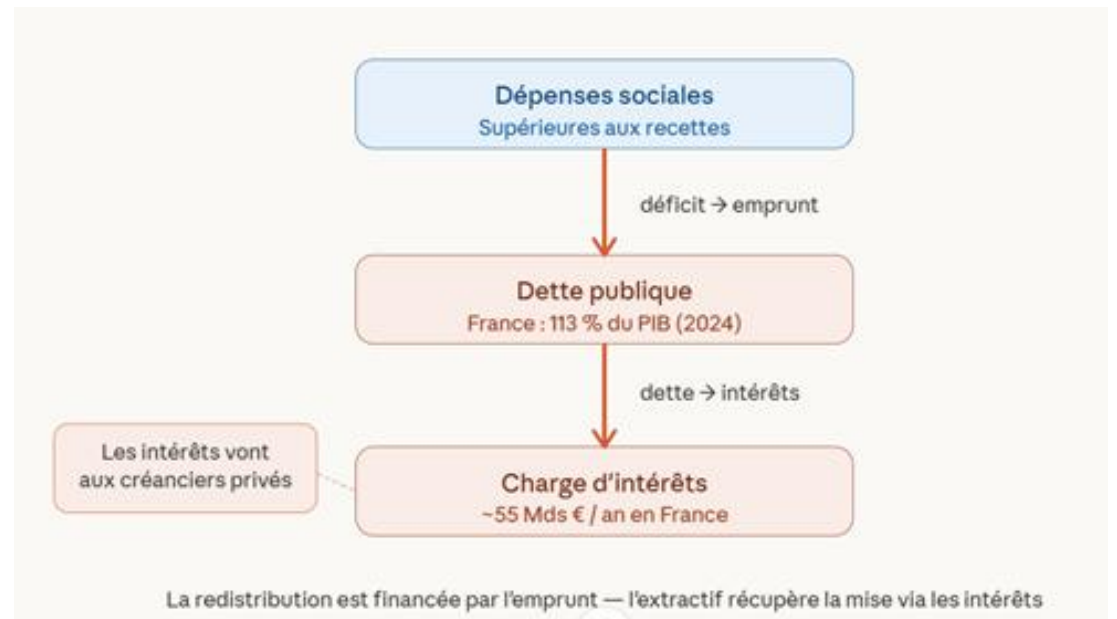 Dépenses sociales
Supérieures aux recettes
déficit → emprunt
Dette publique
France : 113 % du PIB (2024)
dette → intérêts
Les intérêts vont
aux créanciers privés
Charge d'intérêts
~55 Mds € / an en France
La redistribution est financée par l'emprunt — l'extractif récupère la mise via les intérêts